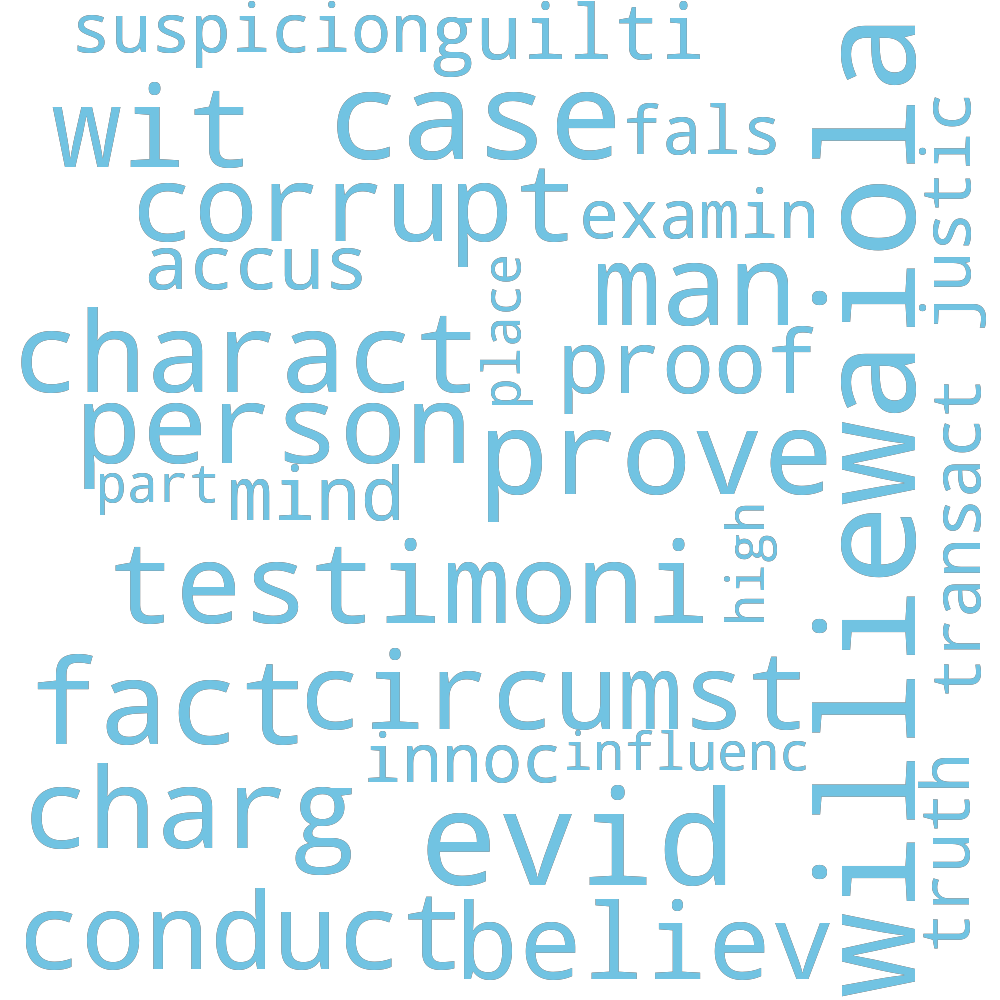 suspicion
guilti
wit
case
fals
corrupt
examin
accus
man
place
charact
proof
person
prove
part
mind
high
testimoni
fact
circumst
innoc
influenc
charg
evid
conduct
believ
williewaiola
justic
transact
truth